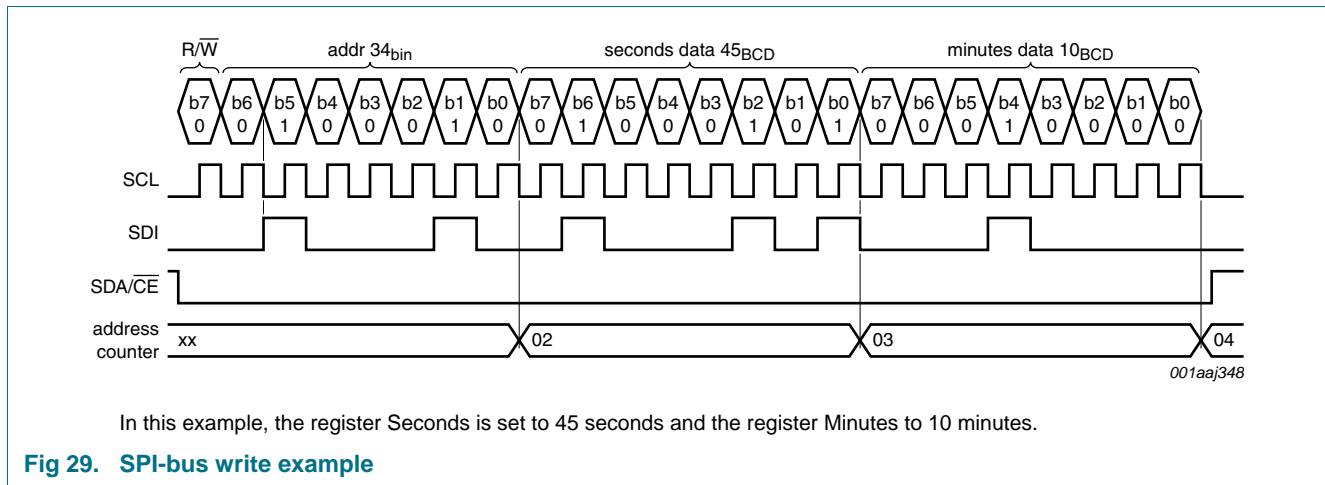 R/W addr 34bin seconds data 45BCD minutes data 10BCD
b7 b6 b5 b4 b3 b2 b1 b0 b7 b6 b5 b4 b3 b2 b1 b0 b7 b6 b5 b4 b3 b2 b1 b0
0 0 1 0 0 0 1 0 0 1 0 0 0 1 0 1 0 0 0 1 0 0 0 0
SCL
SDI
SDA/CE
address
counter
xx 02 03 04
001aaj348
In this example, the register Seconds is set to 45 seconds and the register Minutes to 10 minutes.
Fig 29. SPI-bus write example